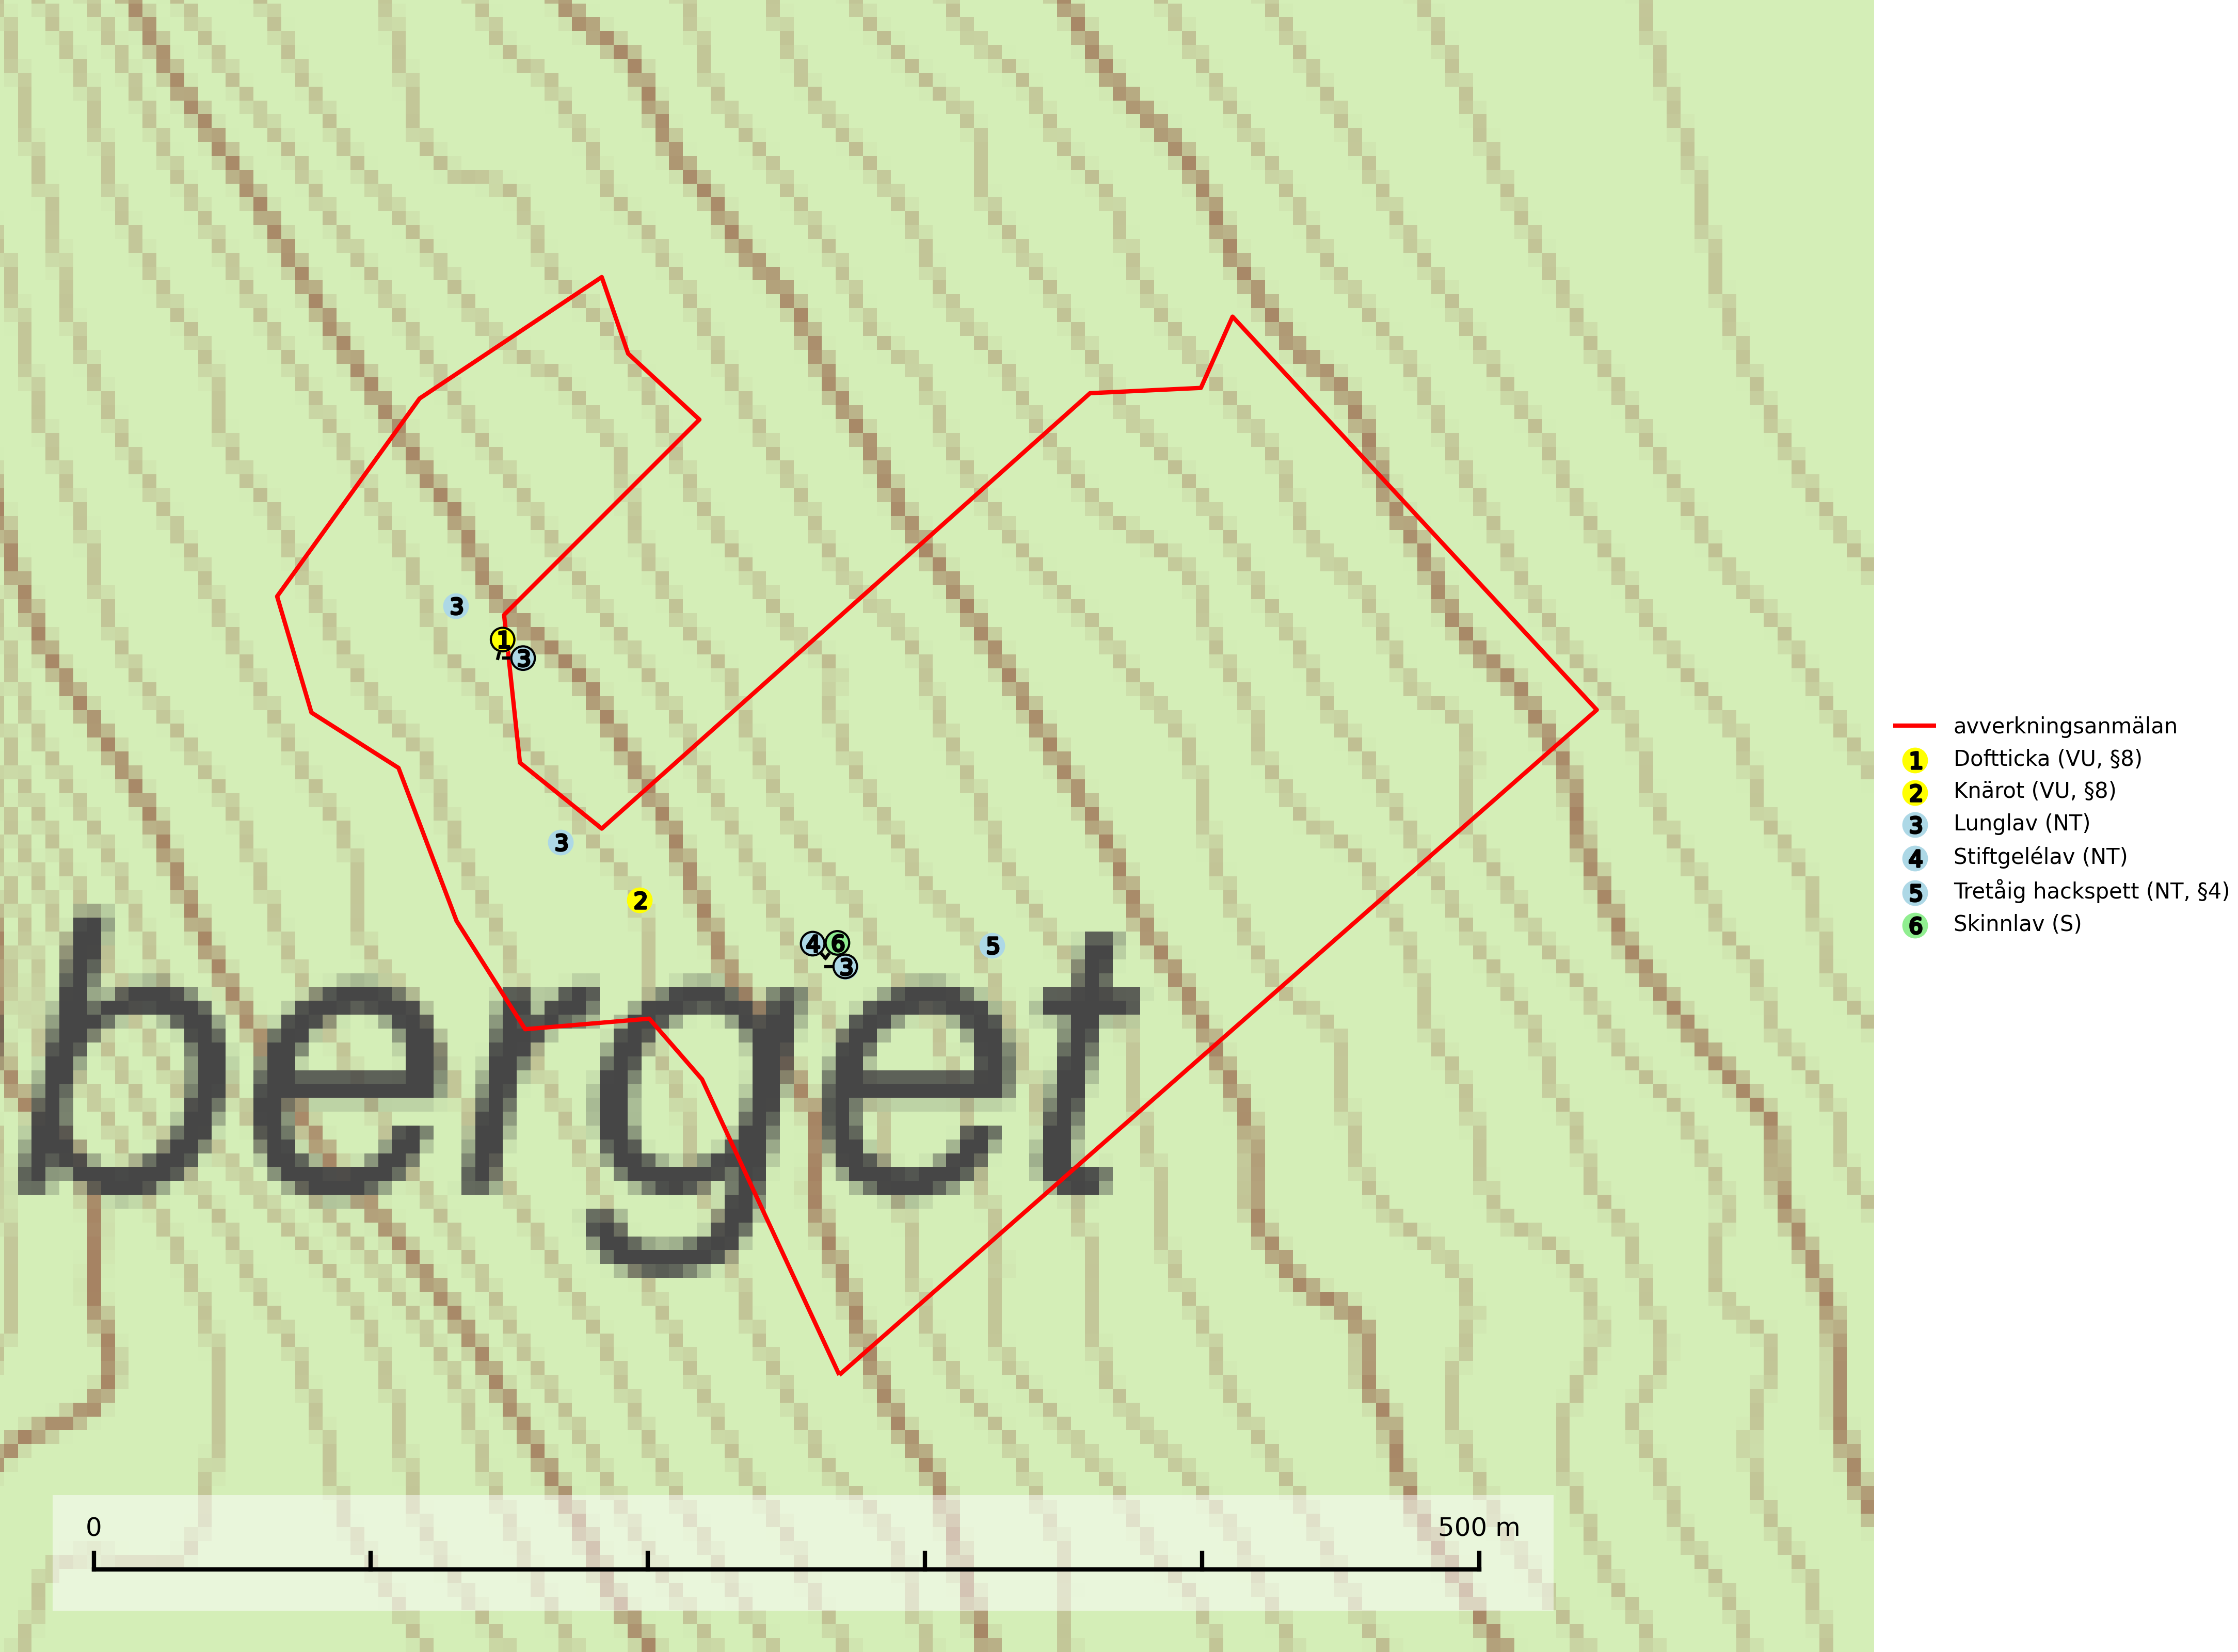 3
1
3
3
2
4 6 3
5
berget
0 500 m
avverkningsanmälan
1 Doftticka (VU, §8)
2 Knärot (VU, §8)
3 Lunglav (NT)
4 Stiftgelélav (NT)
5 Tretåig hackspett (NT, §4)
6 Skinnlav (S)